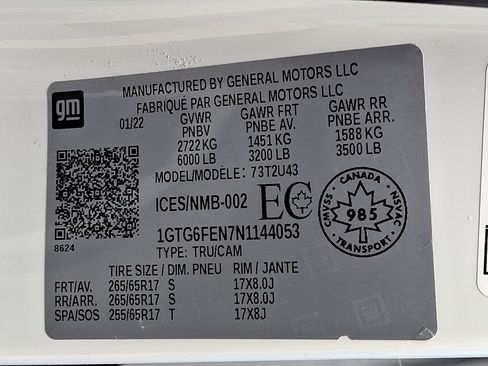 MANUFACTURED BY GENERAL MOTORS LLC
FABRIQUÉ PAR GENERAL MOTORS LLC
gm
01/22 GVWR GAWR FRT GAWR RR
PNBV PNBE AV. PNBE ARR.
2722 KG 1451 KG 1588 KG
6000 LB 3200 LB 3500 LB
MODEL/MODÈLE: 73T2U43
ICES/NMB-002 EC
CANADA
CMVSS 985 NSVAC
TRANSPORT
8624
1GTG6FEN7N1144053
TYPE: TRU/CAM
TIRE SIZE / DIM. PNEU RIM / JANTE
FRT/AV. 265/65R17 S 17X8.0J
RR/ARR. 265/65R17 S 17X8.0J
SPA/SOS 255/65R17 T 17X8J